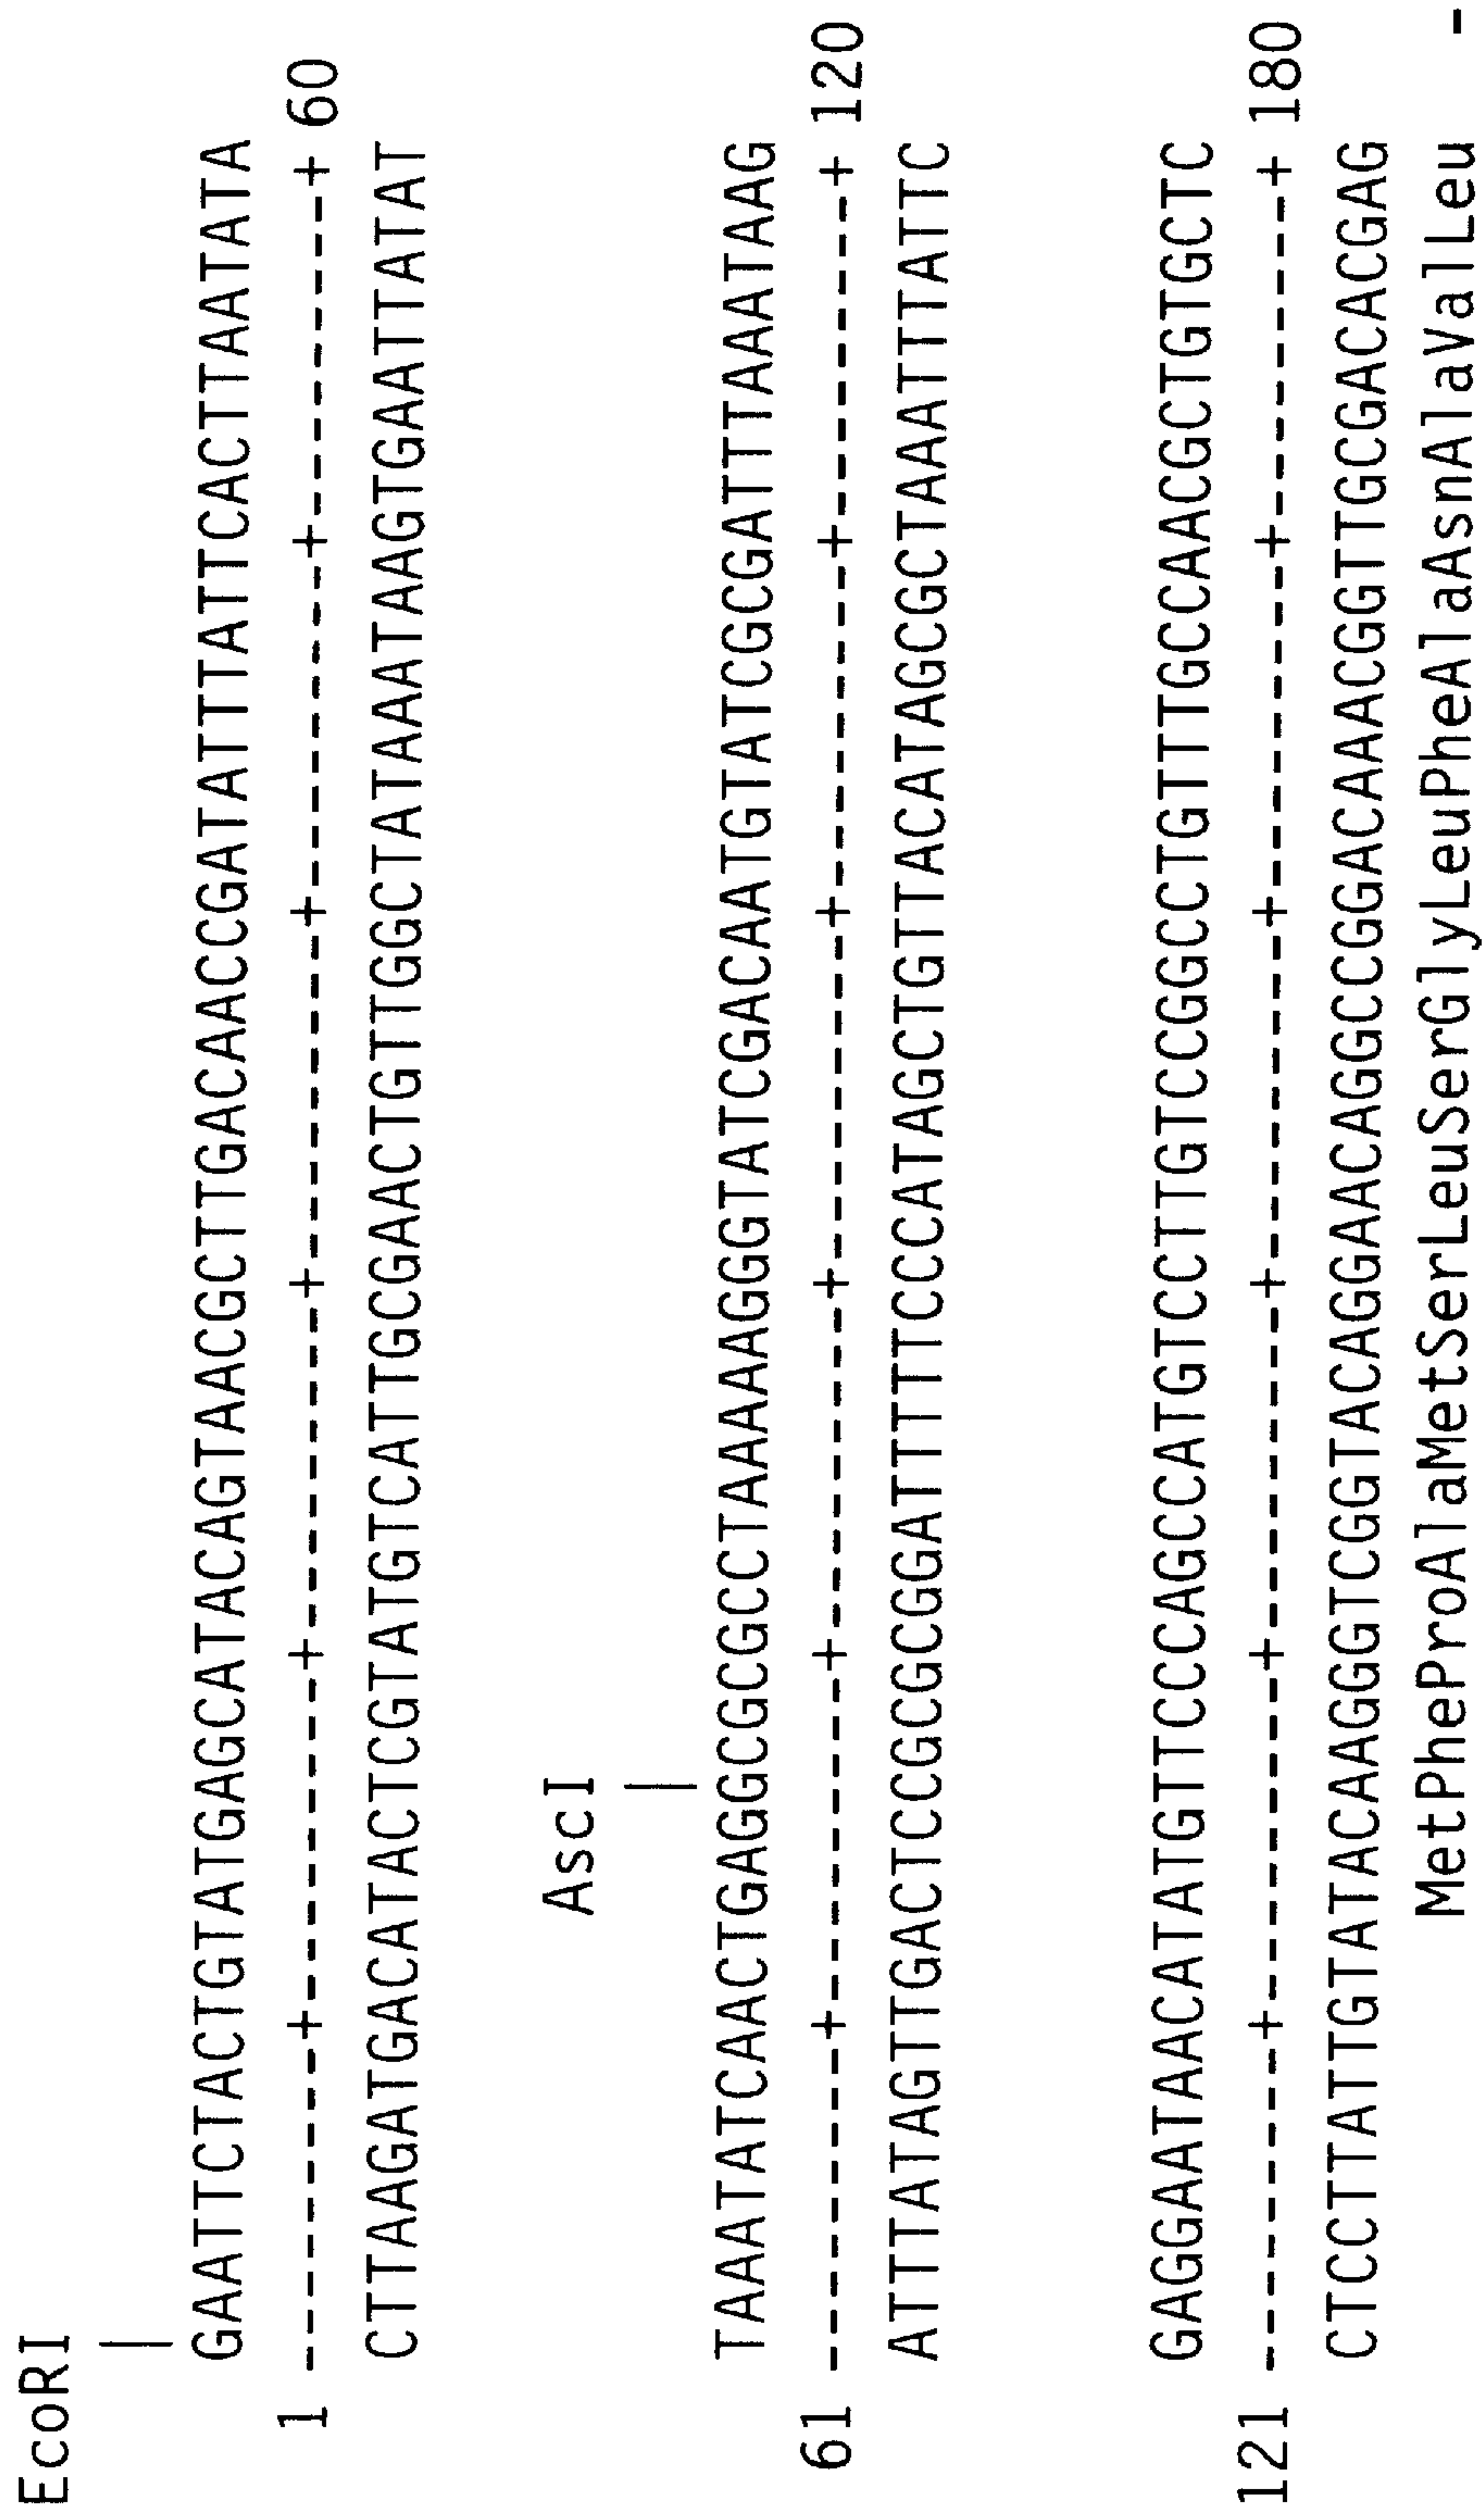 EcoRI
GAATTCTACTGTATGAGCATACAGTAACGCTTGACAACCGATATTTATTCACTTAATATA
1 ---------+---------+---------+---------+---------+---------+ 60
CTTAAGATGACATACTCGTATGTCATTGCGAACTGTTGGCTATAAATAAGTGAATTATAT
AscI
TAAATATCAACTGAGGCGCGCCTAAAAAGGGTATCGACAATGTATCGCGATTTAAATAAG
61 ---------+---------+---------+---------+---------+---------+ 120
ATTTATAGTTGACTCCGCGCGGATTTTTCCCATAGCTGTTACATAGCGCTAAATTTATTC
GAGGAATAACATATGTTCCCAGCCATGTCCTTGTCCGGCCTGTTTGCCAACGCTGTGCTC
121 ---------+---------+---------+---------+---------+---------+ 180
CTCCTTATTGTATACAAGGGTCGGTACAGGAACAGGCCGGACAAACGGTTGCGACACGAG
MetPheProAlaMetSerLeuSerGlyLeuPheAlaAsnAlaValLeu -